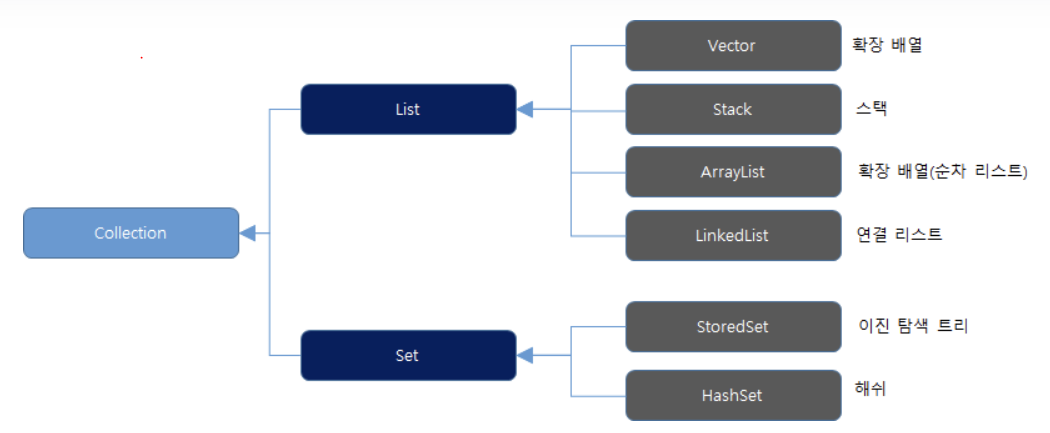 Vector 확장 배열
List
Stack 스택
ArrayList 확장 배열(순차 리스트)
Collection
LinkedList 연결 리스트
StoredSet 이진 탐색 트리
Set
HashSet 해쉬